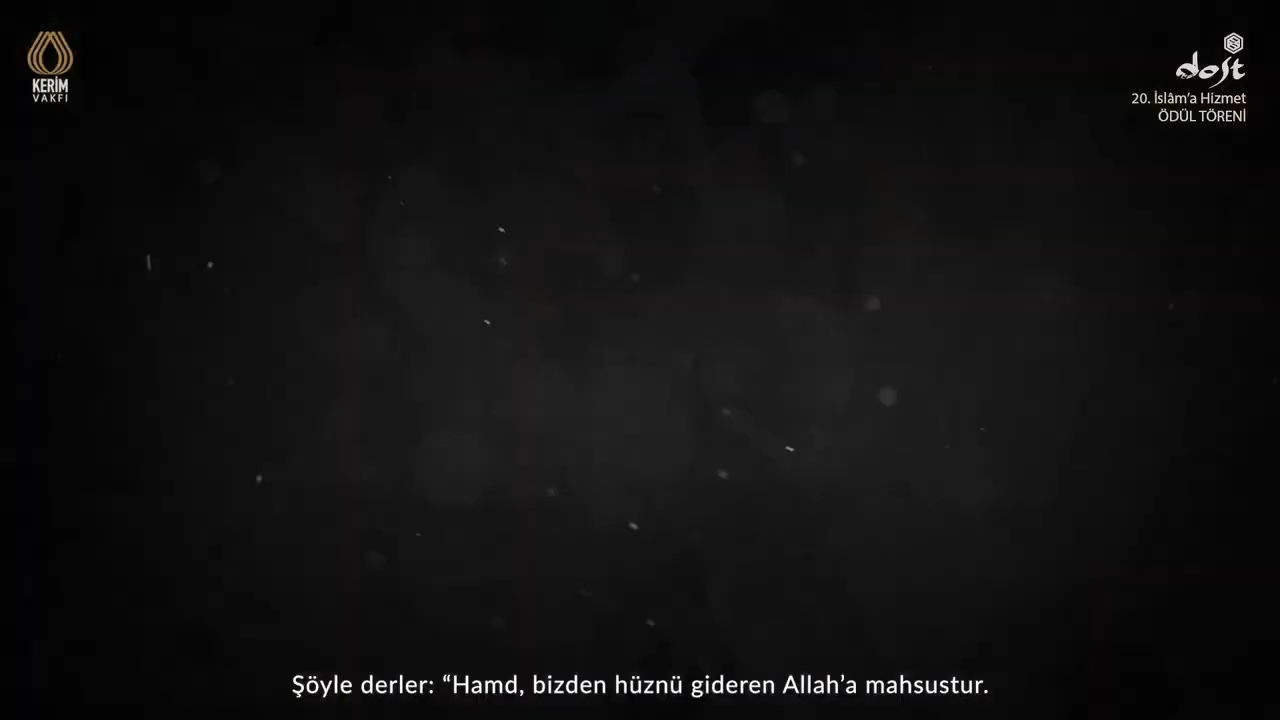 KERİM
VAKFI
dost
20. İslâm'a Hizmet
ÖDÜL TÖRENİ
Şöyle derler: “Hamd, bizden hüznü gideren Allah’a mahsustur.